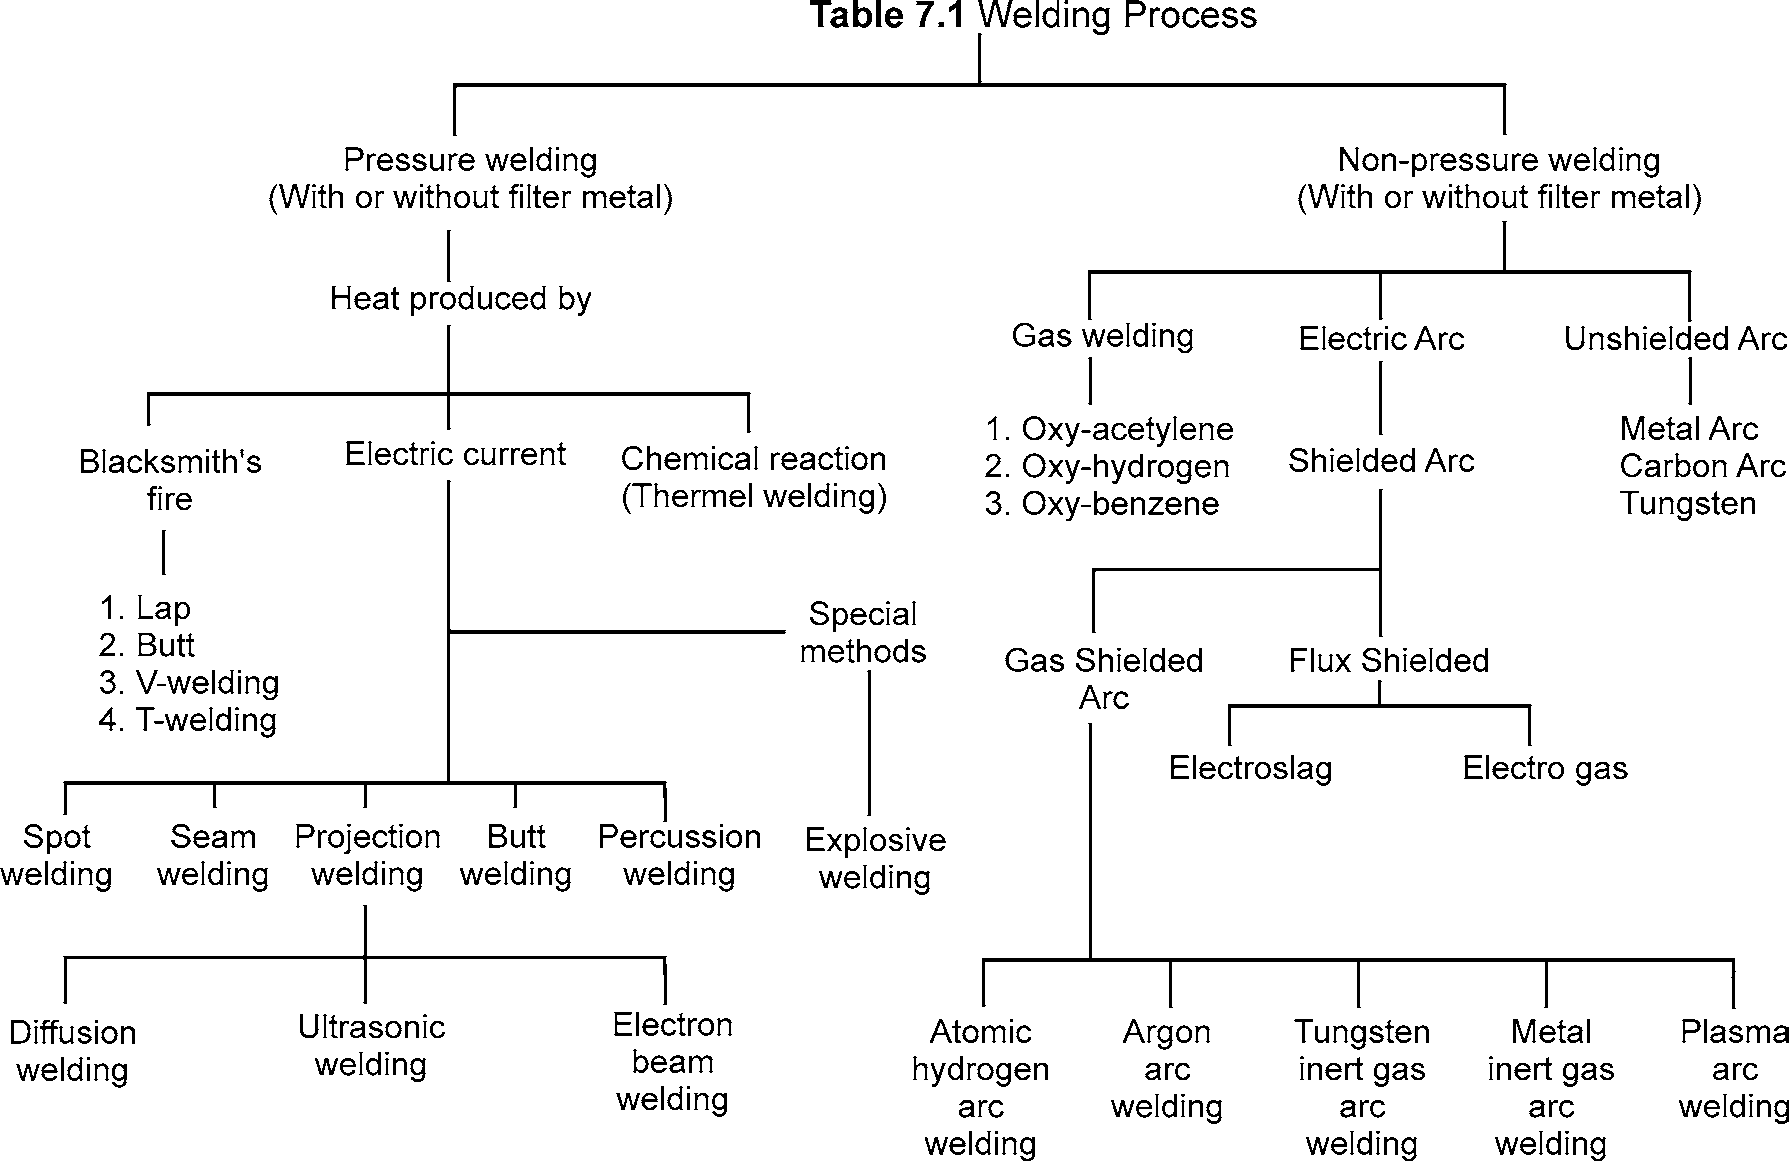 Table 7.1 Welding Process
Pressure welding
(With or without filter metal)
Non-pressure welding
(With or without filter metal)
Heat produced by
Gas welding
Electric Arc
Unshielded Arc
Blacksmith's
fire
Electric current
Chemical reaction
(Thermel welding)
1. Oxy-acetylene
2. Oxy-hydrogen
3. Oxy-benzene
Shielded Arc
Metal Arc
Carbon Arc
Tungsten
1. Lap
2. Butt
3. V-welding
4. T-welding
Special
methods
Gas Shielded
Arc
Flux Shielded
Electroslag
Electro gas
Spot
welding
Seam
welding
Projection
welding
Butt
welding
Percussion
welding
Explosive
welding
Diffusion
welding
Ultrasonic
welding
Electron
beam
welding
Atomic
hydrogen
arc
welding
Argon
arc
welding
Tungsten
inert gas
arc
welding
Metal
inert gas
arc
welding
Plasma
arc
welding